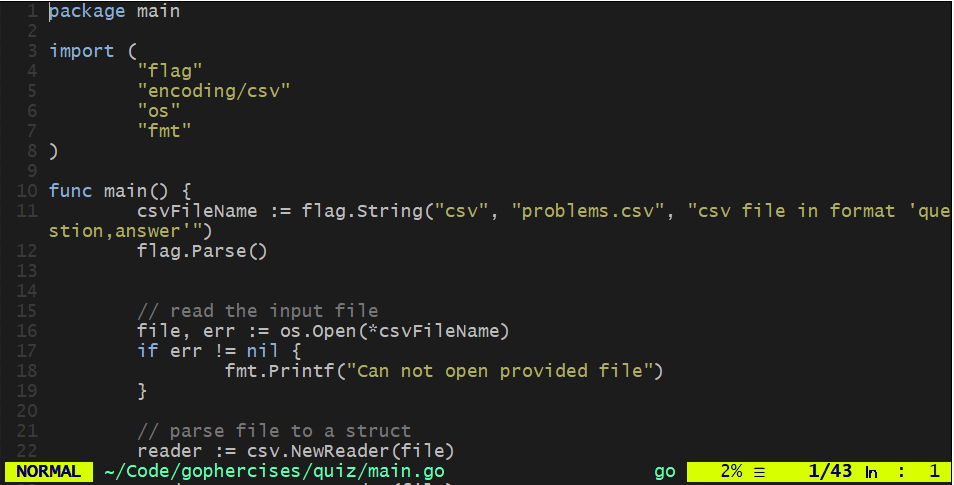 1 package main
2
3 import (
4 "flag"
5 "encoding/csv"
6 "os"
7 "fmt"
8 )
9
10 func main() {
11 csvFileName := flag.String("csv", "problems.csv", "csv file in format 'que
stion,answer'")
12 flag.Parse()
13
14
15 // read the input file
16 file, err := os.Open(*csvFileName)
17 if err != nil {
18 fmt.Printf("Can not open provided file")
19 }
20
21 // parse file to a struct
22 reader := csv.NewReader(file)
NORMAL ~/Code/gophercises/quiz/main.go go 2% ☰ 1/43 ㏑ : 1